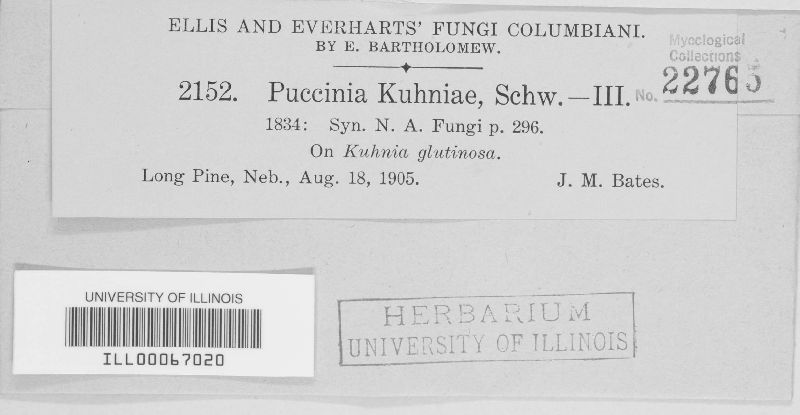 ELLIS AND EVERHARTS' FUNGI COLUMBIANI.
BY E. BARTHOLOMEW.
Mycological
Collections
No. 22765
2152. Puccinia Kuhniae, Schw.—III.
1834: Syn. N. A. Fungi p. 296.
On Kuhnia glutinosa.
Long Pine, Neb., Aug. 18, 1905. J. M. Bates.
UNIVERSITY OF ILLINOIS
ILL00067020
HERBARIUM
UNIVERSITY OF ILLINOIS